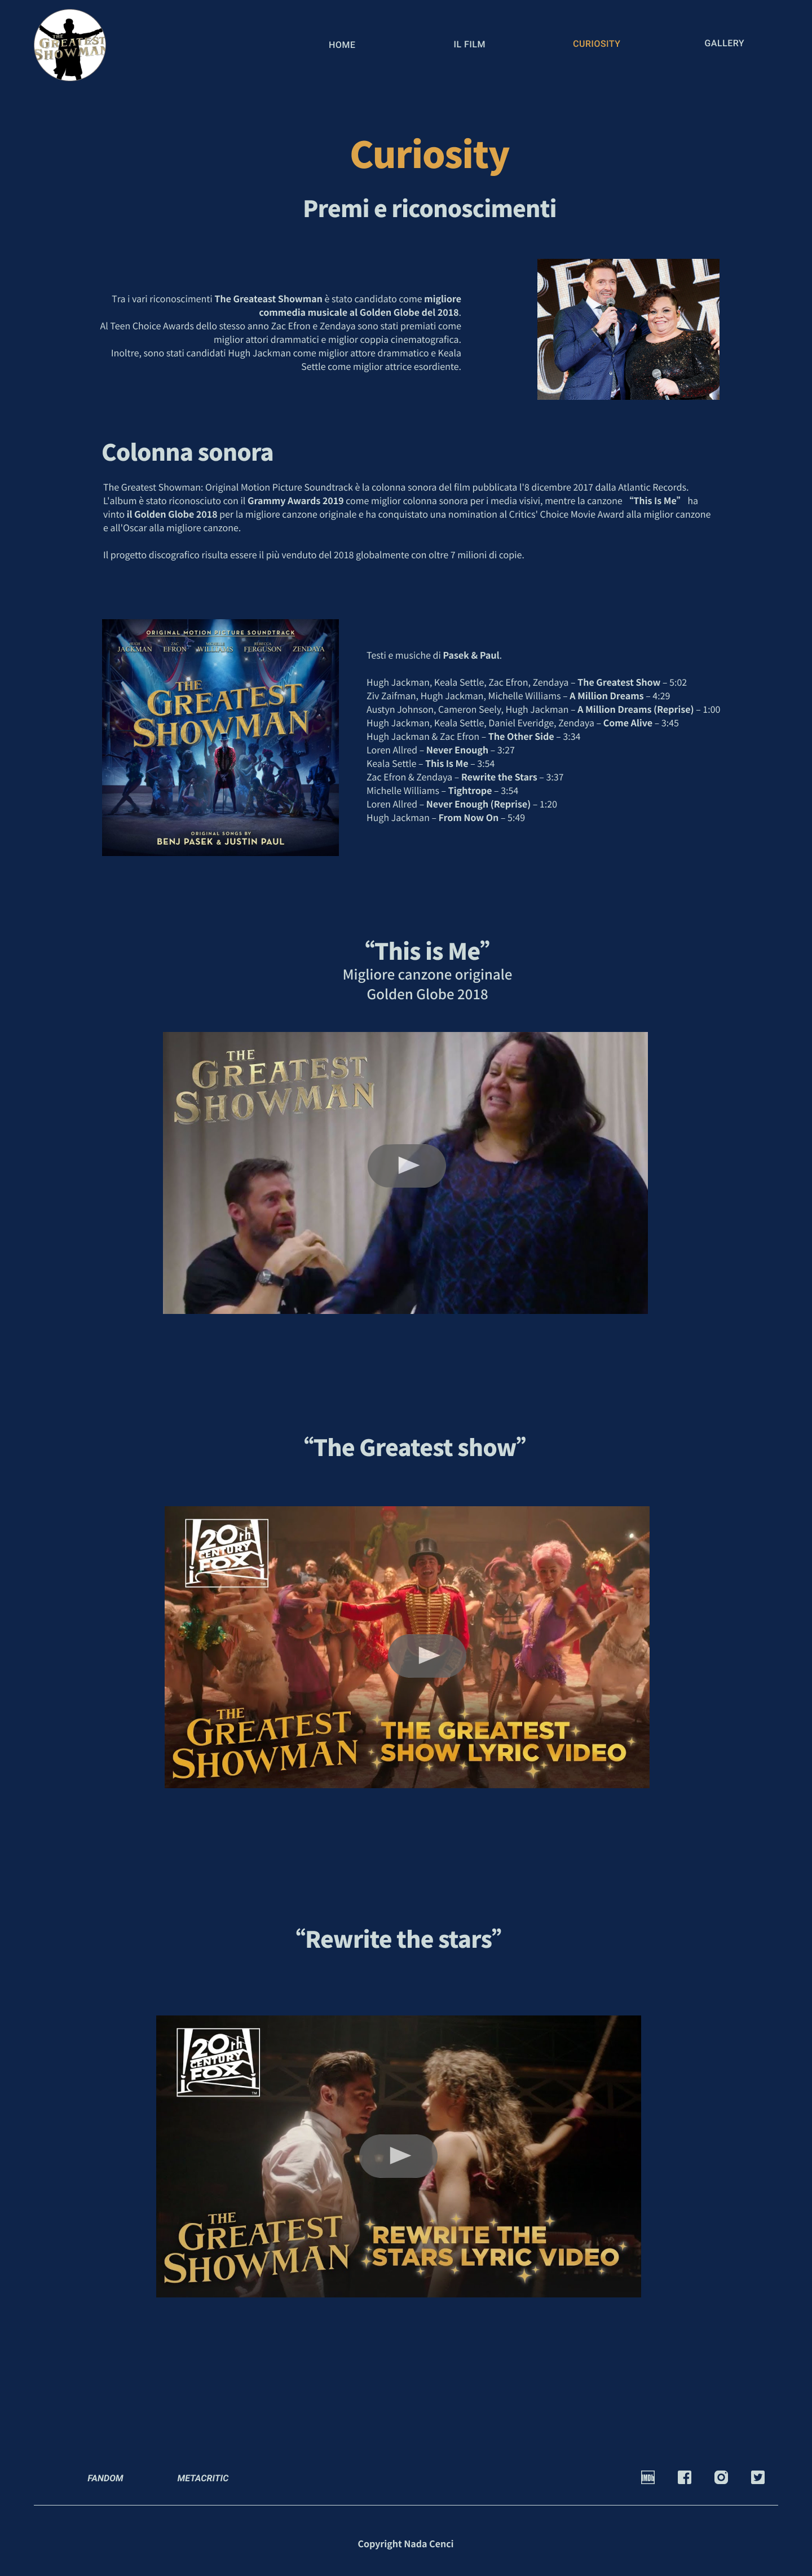 THE
GREATEST
SHOWMAN
HOME
IL FILM
CURIOSITY
GALLERY
Curiosity
Premi e riconoscimenti
Tra i vari riconoscimenti The Greateast Showman è stato candidato come migliore
commedia musicale al Golden Globe del 2018.
Al Teen Choice Awards dello stesso anno Zac Efron e Zendaya sono stati premiati come
miglior attori drammatici e miglior coppia cinematografica.
Inoltre, sono stati candidati Hugh Jackman come miglior attore drammatico e Keala
Settle come miglior attrice esordiente.
Colonna sonora
The Greatest Showman: Original Motion Picture Soundtrack è la colonna sonora del film pubblicata l'8 dicembre 2017 dalla Atlantic Records.
L'album è stato riconosciuto con il Grammy Awards 2019 come miglior colonna sonora per i media visivi, mentre la canzone “This Is Me” ha
vinto il Golden Globe 2018 per la migliore canzone originale e ha conquistato una nomination al Critics' Choice Movie Award alla miglior canzone
e all'Oscar alla migliore canzone.
Il progetto discografico risulta essere il più venduto del 2018 globalmente con oltre 7 milioni di copie.
ORIGINAL MOTION PICTURE SOUNDTRACK
JACKMAN EFRON WILLIAMS FERGUSON ZENDAYA
THE
GREATEST
SHOWMAN
ORIGINAL SONGS BY
BENJ PASEK & JUSTIN PAUL
Testi e musiche di Pasek & Paul.
Hugh Jackman, Keala Settle, Zac Efron, Zendaya – The Greatest Show – 5:02
Ziv Zaifman, Hugh Jackman, Michelle Williams – A Million Dreams – 4:29
Austyn Johnson, Cameron Seely, Hugh Jackman – A Million Dreams (Reprise) – 1:00
Hugh Jackman, Keala Settle, Daniel Everidge, Zendaya – Come Alive – 3:45
Hugh Jackman & Zac Efron – The Other Side – 3:34
Loren Allred – Never Enough – 3:27
Keala Settle – This Is Me – 3:54
Zac Efron & Zendaya – Rewrite the Stars – 3:37
Michelle Williams – Tightrope – 3:54
Loren Allred – Never Enough (Reprise) – 1:20
Hugh Jackman – From Now On – 5:49
“This is Me”
Migliore canzone originale
Golden Globe 2018
THE
GREATEST
SHOWMAN
“The Greatest show”
20th
CENTURY
FOX
THE
GREATEST
SHOWMAN
THE GREATEST
SHOW LYRIC VIDEO
“Rewrite the stars”
20th
CENTURY
FOX
THE
GREATEST
SHOWMAN
REWRITE THE
STARS LYRIC VIDEO
FANDOM
METACRITIC
IMDb
Copyright Nada Cenci